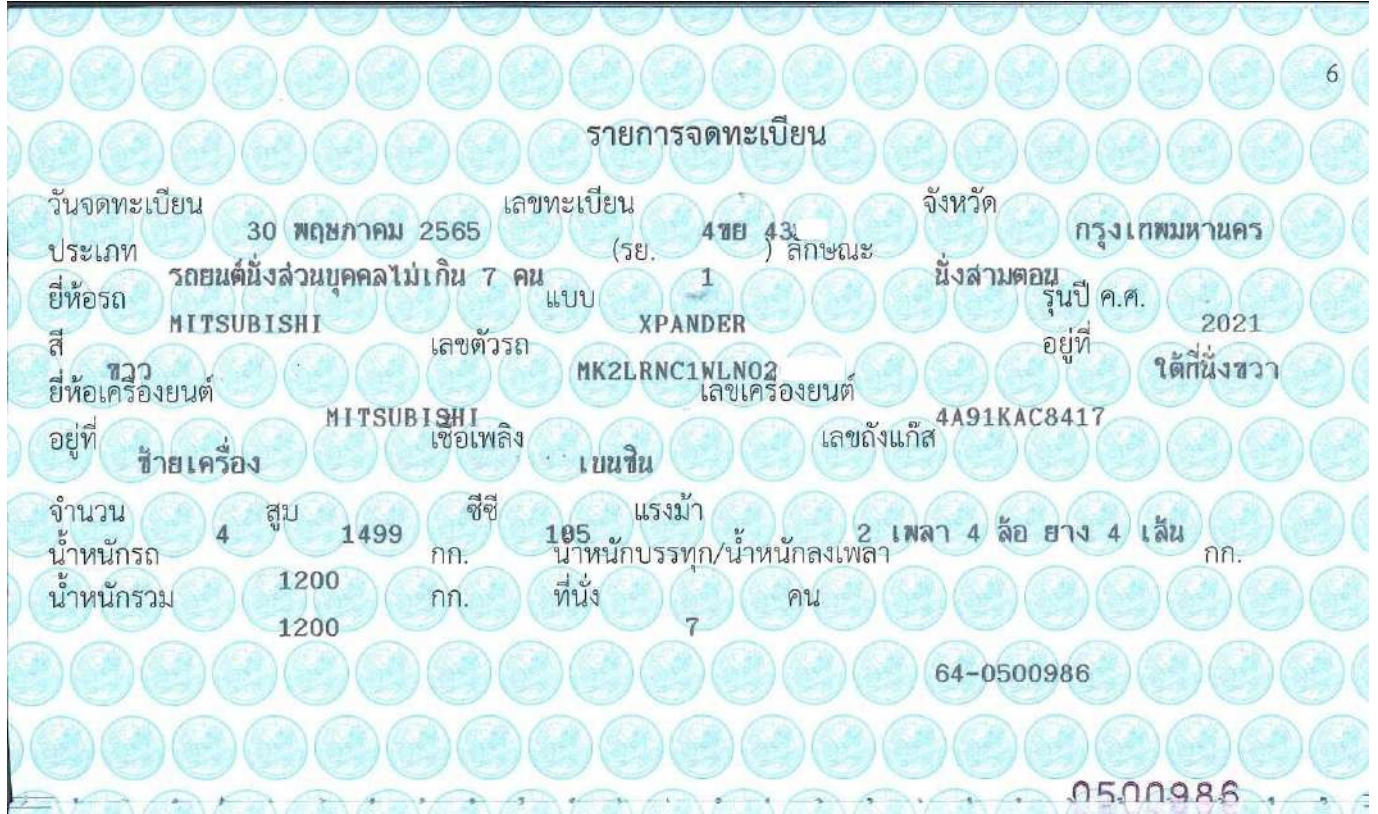 6
รายการจดทะเบียน
วันจดทะเบียน 30 พฤษภาคม 2565 เลขทะเบียน 4ขย 43 จังหวัด กรุงเทพมหานคร
ประเภท รถยนต์นั่งส่วนบุคคลไม่เกิน 7 คน (รย. 1 ) ลักษณะ นั่งสามตอน
ยี่ห้อรถ MITSUBISHI แบบ XPANDER รุ่นปี ค.ศ. 2021
สี ขาว เลขตัวรถ MK2LRNC1WLN02 อยู่ที่ ใต้ที่นั่งขวา
ยี่ห้อเครื่องยนต์ MITSUBISHI เลขเครื่องยนต์ 4A91KAC8417
อยู่ที่ ซ้ายเครื่อง เชื้อเพลิง เบนซิน เลขถังแก๊ส
จำนวน 4 สูบ 1499 ซีซี 105 แรงม้า 2 เพลา 4 ล้อ ยาง 4 เส้น
น้ำหนักรถ 1200 กก. น้ำหนักบรรทุก/น้ำหนักลงเพลา กก.
น้ำหนักรวม 1200 กก. ที่นั่ง 7 คน
64-0500986
0500986